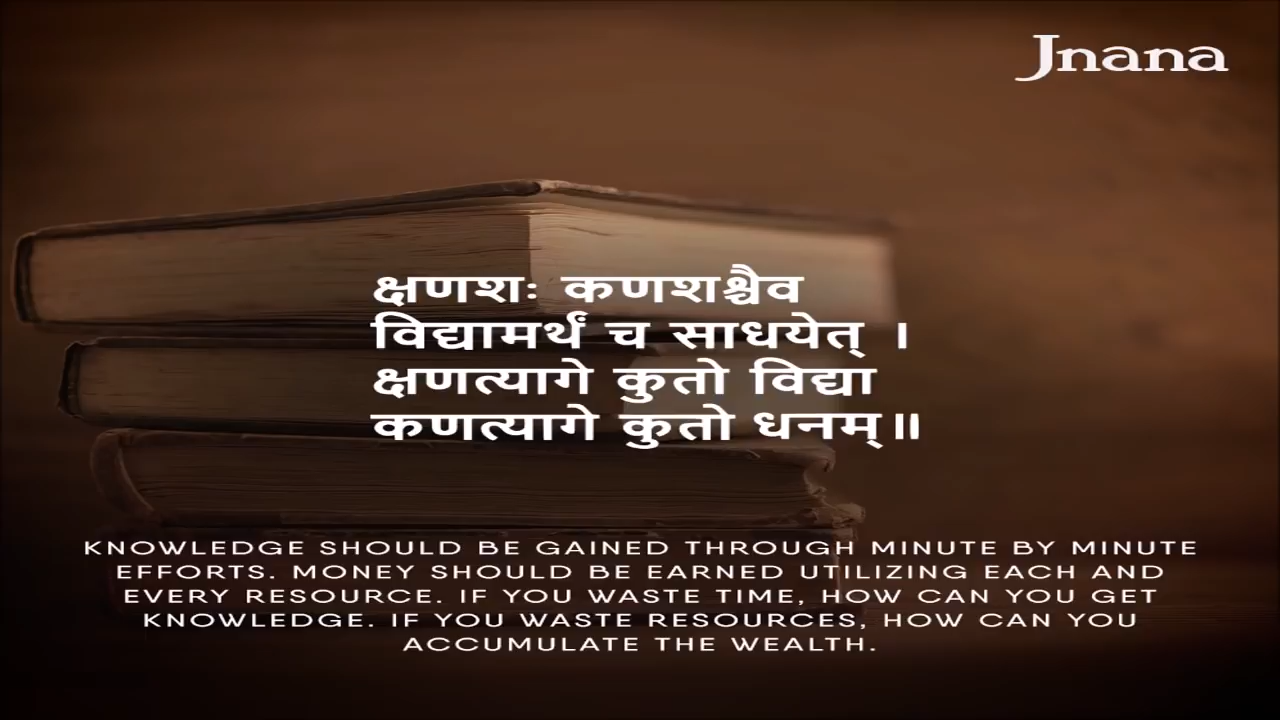 Jnana
क्षणशः कणशश्चैव
विद्यामर्थं च साधयेत् ।
क्षणत्यागे कुतो विद्या
कणत्यागे कुतो धनम्॥
KNOWLEDGE SHOULD BE GAINED THROUGH MINUTE BY MINUTE
EFFORTS. MONEY SHOULD BE EARNED UTILIZING EACH AND
EVERY RESOURCE. IF YOU WASTE TIME, HOW CAN YOU GET
KNOWLEDGE. IF YOU WASTE RESOURCES, HOW CAN YOU
ACCUMULATE THE WEALTH.